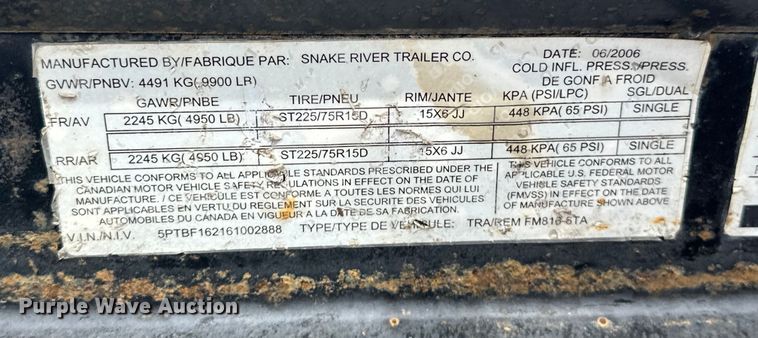 MANUFACTURED BY/FABRIQUE PAR: SNAKE RIVER TRAILER CO. DATE: 06/2006
GVWR/PNBV: 4491 KG( 9900 LB) COLD INFL. PRESS./PRESS.
DE GONFL A FROID
GAWR/PNBE TIRE/PNEU RIM/JANTE KPA (PSI/LPC) SGL/DUAL
FR/AV 2245 KG( 4950 LB) ST225/75R15D 15X6 JJ 448 KPA( 65 PSI) SINGLE
RR/AR 2245 KG( 4950 LB) ST225/75R15D 15X6 JJ 448 KPA( 65 PSI) SINGLE
THIS VEHICLE CONFORMS TO ALL APPLICABLE STANDARDS PRESCRIBED UNDER THE
CANADIAN MOTOR VEHICLE SAFETY REGULATIONS IN EFFECT ON THE DATE OF
MANUFACTURE. / CE VEHICULE EST CONFORME A TOUTES LES NORMES QUI LUI
SONT APPLICABLES EN VERTU DU REGLEMENT SUR LA SECURITE DES VEHICULES
AUTOMOBILES DU CANADA EN VIGUEUR A LA DATE DE SA FABRICATION.
THIS VEHICLE CONFORMS TO ALL
APPLICABLE U.S. FEDERAL MOTOR
VEHICLE SAFETY STANDARDS
(FMVSS) IN EFFECT ON THE DATE
OF MANUFACTURE SHOWN ABOVE
V.I.N./N.I.V. 5PTBF162161002888 TYPE/TYPE DE VEHICULE: TRA/REM FM816-5TA
Purple Wave Auction